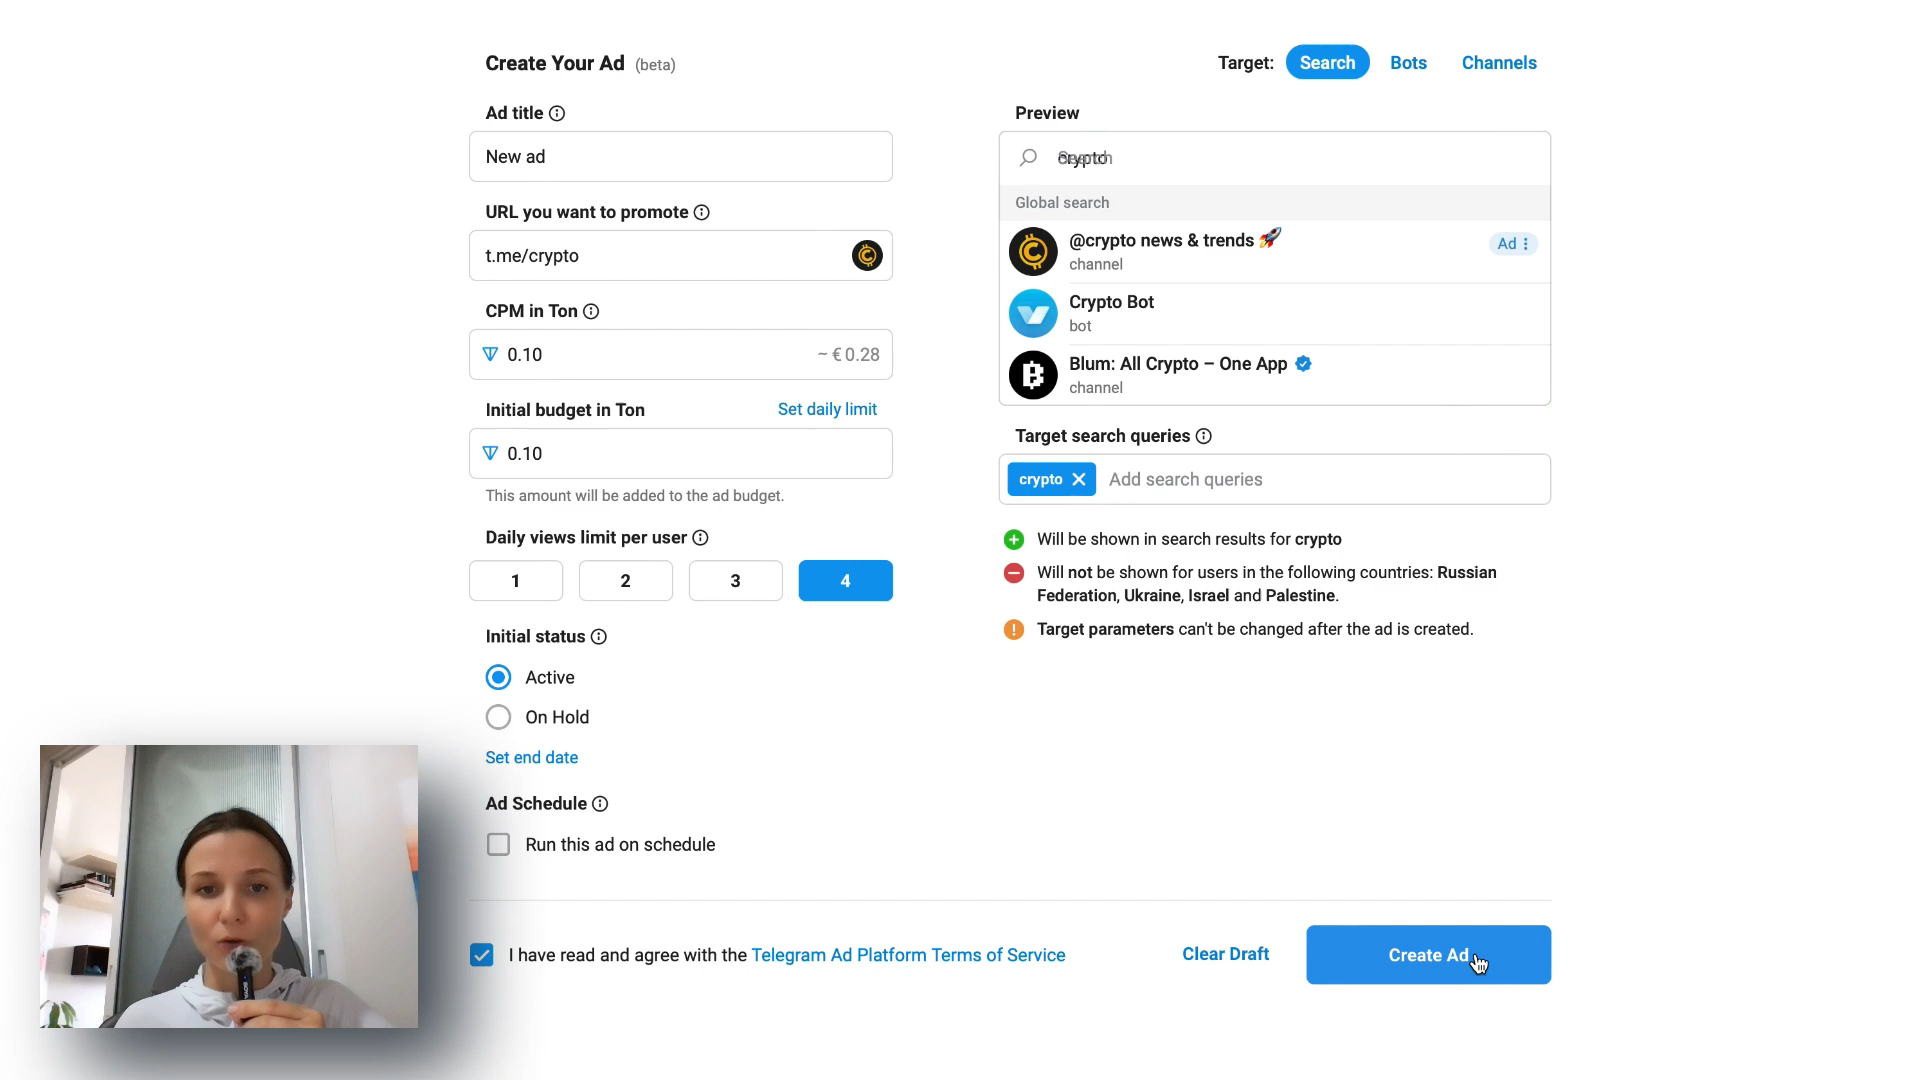 Create Your Ad (beta)
Target: Search Bots Channels
Ad title
New ad
URL you want to promote
t.me/crypto
CPM in Ton
0.10 ~ € 0.28
Initial budget in Ton Set daily limit
0.10
This amount will be added to the ad budget.
Daily views limit per user
1 2 3 4
Initial status
Active
On Hold
Set end date
Ad Schedule
Run this ad on schedule
Preview
Search
crypto
Global search
@crypto news & trends 🚀 Ad
channel
Crypto Bot
bot
Blum: All Crypto – One App
channel
Target search queries
crypto Add search queries
Will be shown in search results for crypto
Will not be shown for users in the following countries: Russian
Federation, Ukraine, Israel and Palestine.
Target parameters can't be changed after the ad is created.
I have read and agree with the Telegram Ad Platform Terms of Service
Clear Draft
Create Ad